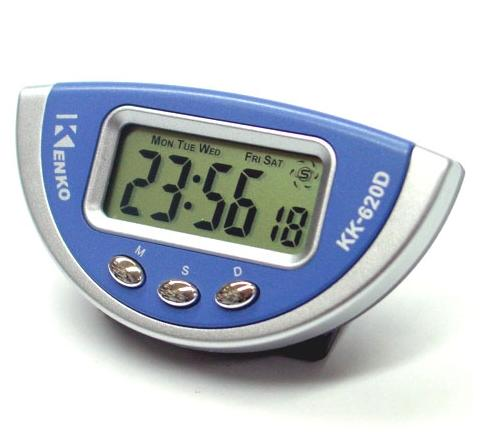 KENKO
MON TUE WED FRI SAT
S
23:56 18
M S D
KK-620D